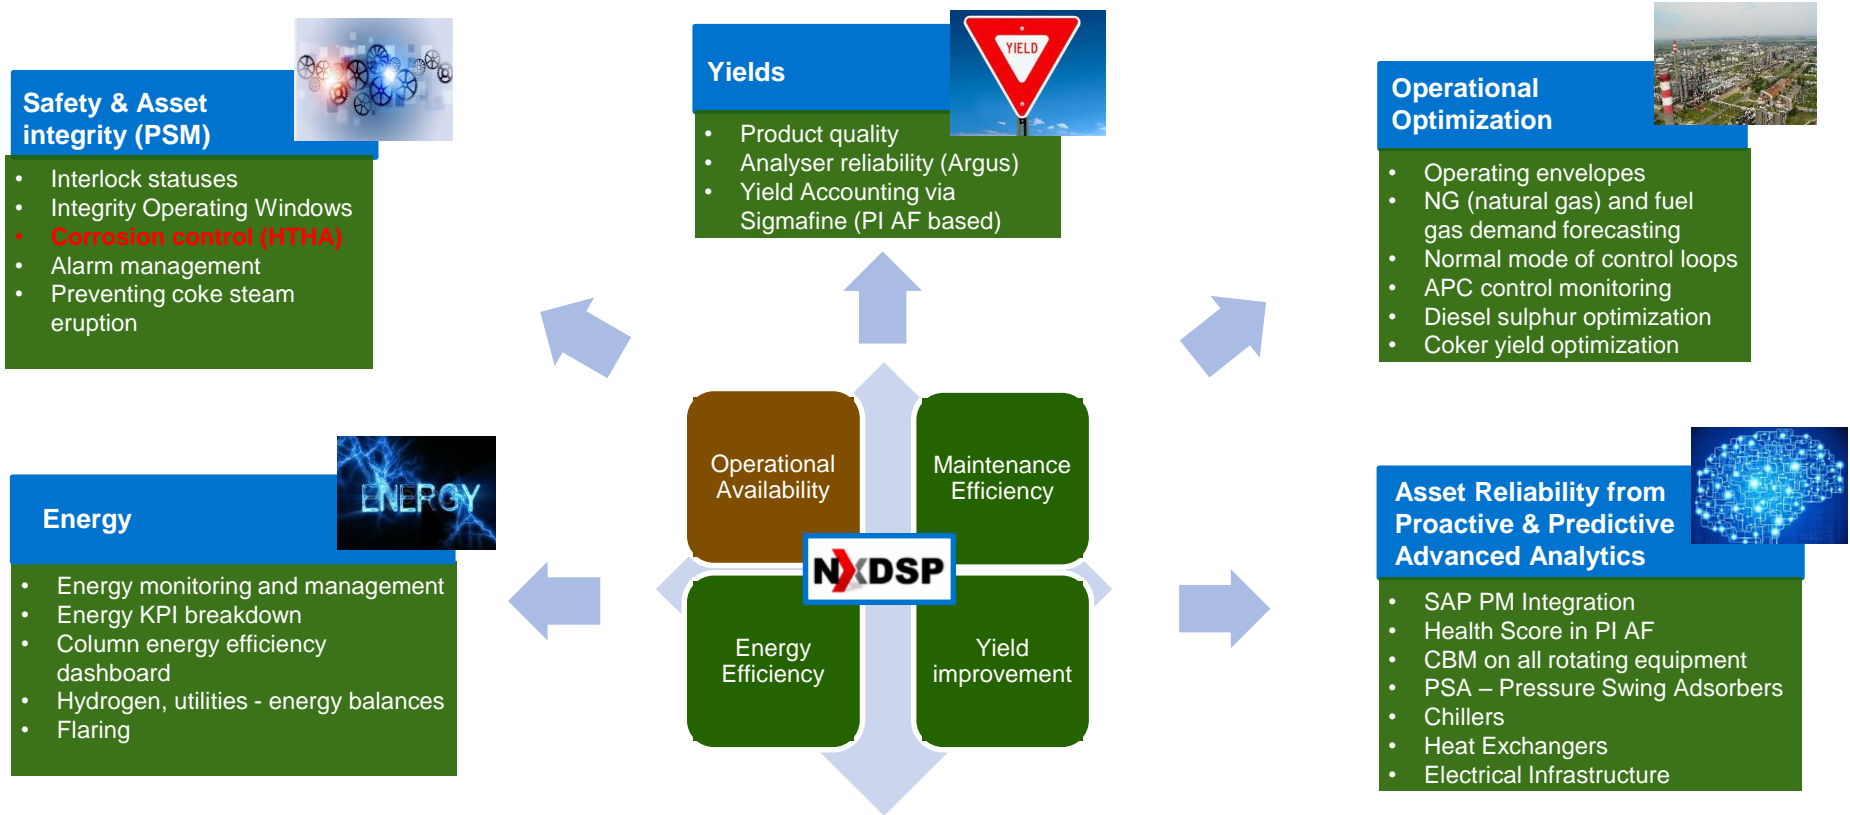 Safety & Asset
integrity (PSM)
• Interlock statuses
• Integrity Operating Windows
• Corrosion control (HTHA)
• Alarm management
• Preventing coke steam
eruption
Yields
YIELD
• Product quality
• Analyser reliability (Argus)
• Yield Accounting via
Sigmafine (PI AF based)
Operational
Optimization
• Operating envelopes
• NG (natural gas) and fuel
gas demand forecasting
• Normal mode of control loops
• APC control monitoring
• Diesel sulphur optimization
• Coker yield optimization
Operational
Availability
Maintenance
Efficiency
NXDSP
Energy
Efficiency
Yield
improvement
Energy
ENERGY
• Energy monitoring and management
• Energy KPI breakdown
• Column energy efficiency
dashboard
• Hydrogen, utilities - energy balances
• Flaring
Asset Reliability from
Proactive & Predictive
Advanced Analytics
• SAP PM Integration
• Health Score in PI AF
• CBM on all rotating equipment
• PSA – Pressure Swing Adsorbers
• Chillers
• Heat Exchangers
• Electrical Infrastructure